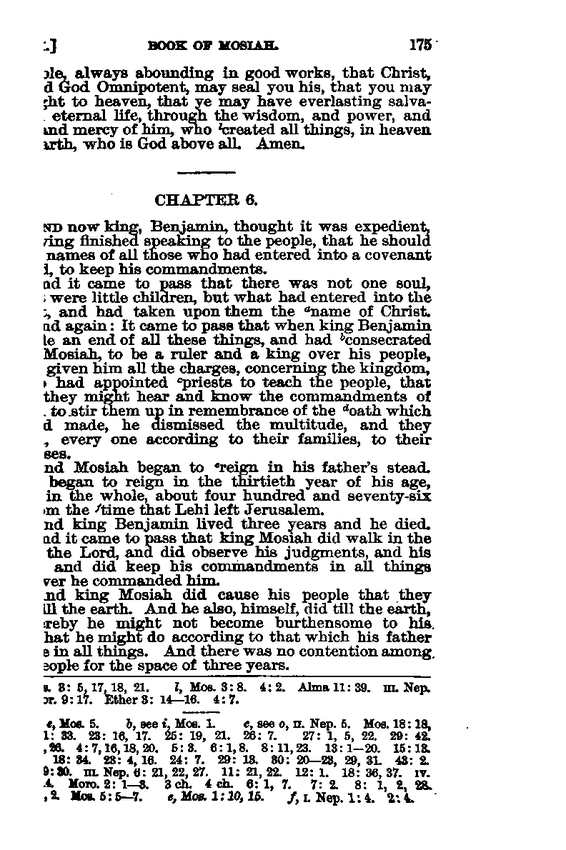 BOOK OF MOSIAH. 175
always abounding in good works, that Christ,
d God Omnipotent, may seal you his, that you may
to heaven, that ye may have everlasting salva-
eternal life, through the wisdom, and power, and
and mercy of him, who ˡcreated all things, in heaven
arth, who is God above all. Amen.
CHAPTER 6.
ND now king, Benjamin, thought it was expedient,
ring finished speaking to the people, that he should
names of all those who had entered into a covenant
to keep his commandments.
nd it came to pass that there was not one soul,
were little children, but what had entered into the
and had taken upon them the ᵃname of Christ.
nd again: It came to pass that when king Benjamin
le an end of all these things, and had ᵇconsecrated
Mosiah, to be a ruler and a king over his people,
given him all the charges, concerning the kingdom,
had appointed ᶜpriests to teach the people, that
they might hear and know the commandments of
to stir them up in remembrance of the ᵈoath which
d made, he dismissed the multitude, and they
, every one according to their families, to their
ses.
nd Mosiah began to ᵉreign in his father's stead.
began to reign in the thirtieth year of his age,
in the whole, about four hundred and seventy-six
om the ᶠtime that Lehi left Jerusalem.
nd king Benjamin lived three years and he died.
nd it came to pass that king Mosiah did walk in the
the Lord, and did observe his judgments, and his
and did keep his commandments in all things
ver he commanded him.
nd king Mosiah did cause his people that they
ill the earth. And he also, himself, did till the earth,
ereby he might not become burthensome to his
hat he might do according to that which his father
e in all things. And there was no contention among
eople for the space of three years.
3: 5, 17, 18, 21. l, Mos. 3: 8. 4: 2. Alma 11: 39. III. Nep.
or. 9: 17. Ether 3: 14—16. 4: 7.
Mos. 5. b, see i, Mos. 1. c, see o, II. Nep. 5. Mos. 18: 18,
1: 33. 23: 16, 17. 25: 19, 21. 26: 7. 27: 1, 5, 22. 29: 42.
, 26. 4: 7, 16, 18, 20. 5: 3. 6: 1, 8. 8: 11, 23. 13: 1—20. 15: 13.
18: 34. 23: 4, 16. 24: 7. 29: 13. 30: 20—23, 29, 31. 43: 2.
9: 30. III. Nep. 6: 21, 22, 27. 11: 21, 22. 12: 1. 18: 36, 37. IV.
4. Moro. 2: 1—3. 3 ch. 4 ch. 6: 1, 7. 7: 2. 8: 1, 2, 28.
, 2. Mos. 5: 5—7. e, Mos. 1: 10, 15. f, I. Nep. 1: 4. 2: 4.